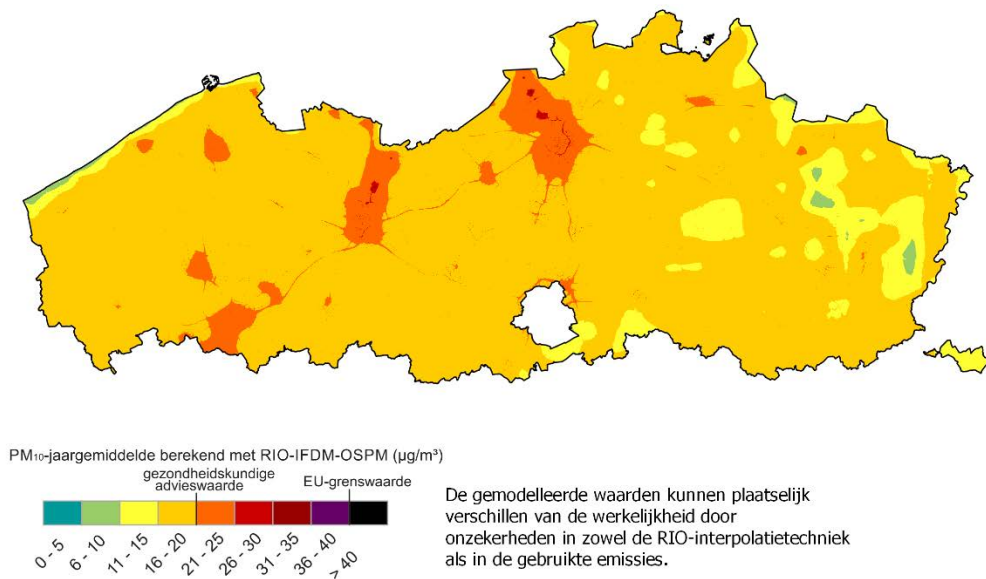 PM₁₀-jaargemiddelde berekend met RIO-IFDM-OSPM (µg/m³)
gezondheidskundige
advieswaarde
EU-grenswaarde
0 - 5
6 - 10
11 - 15
16 - 20
21 - 25
26 - 30
31 - 35
36 - 40
> 40
De gemodelleerde waarden kunnen plaatselijk
verschillen van de werkelijkheid door
onzekerheden in zowel de RIO-interpolatietechniek
als in de gebruikte emissies.